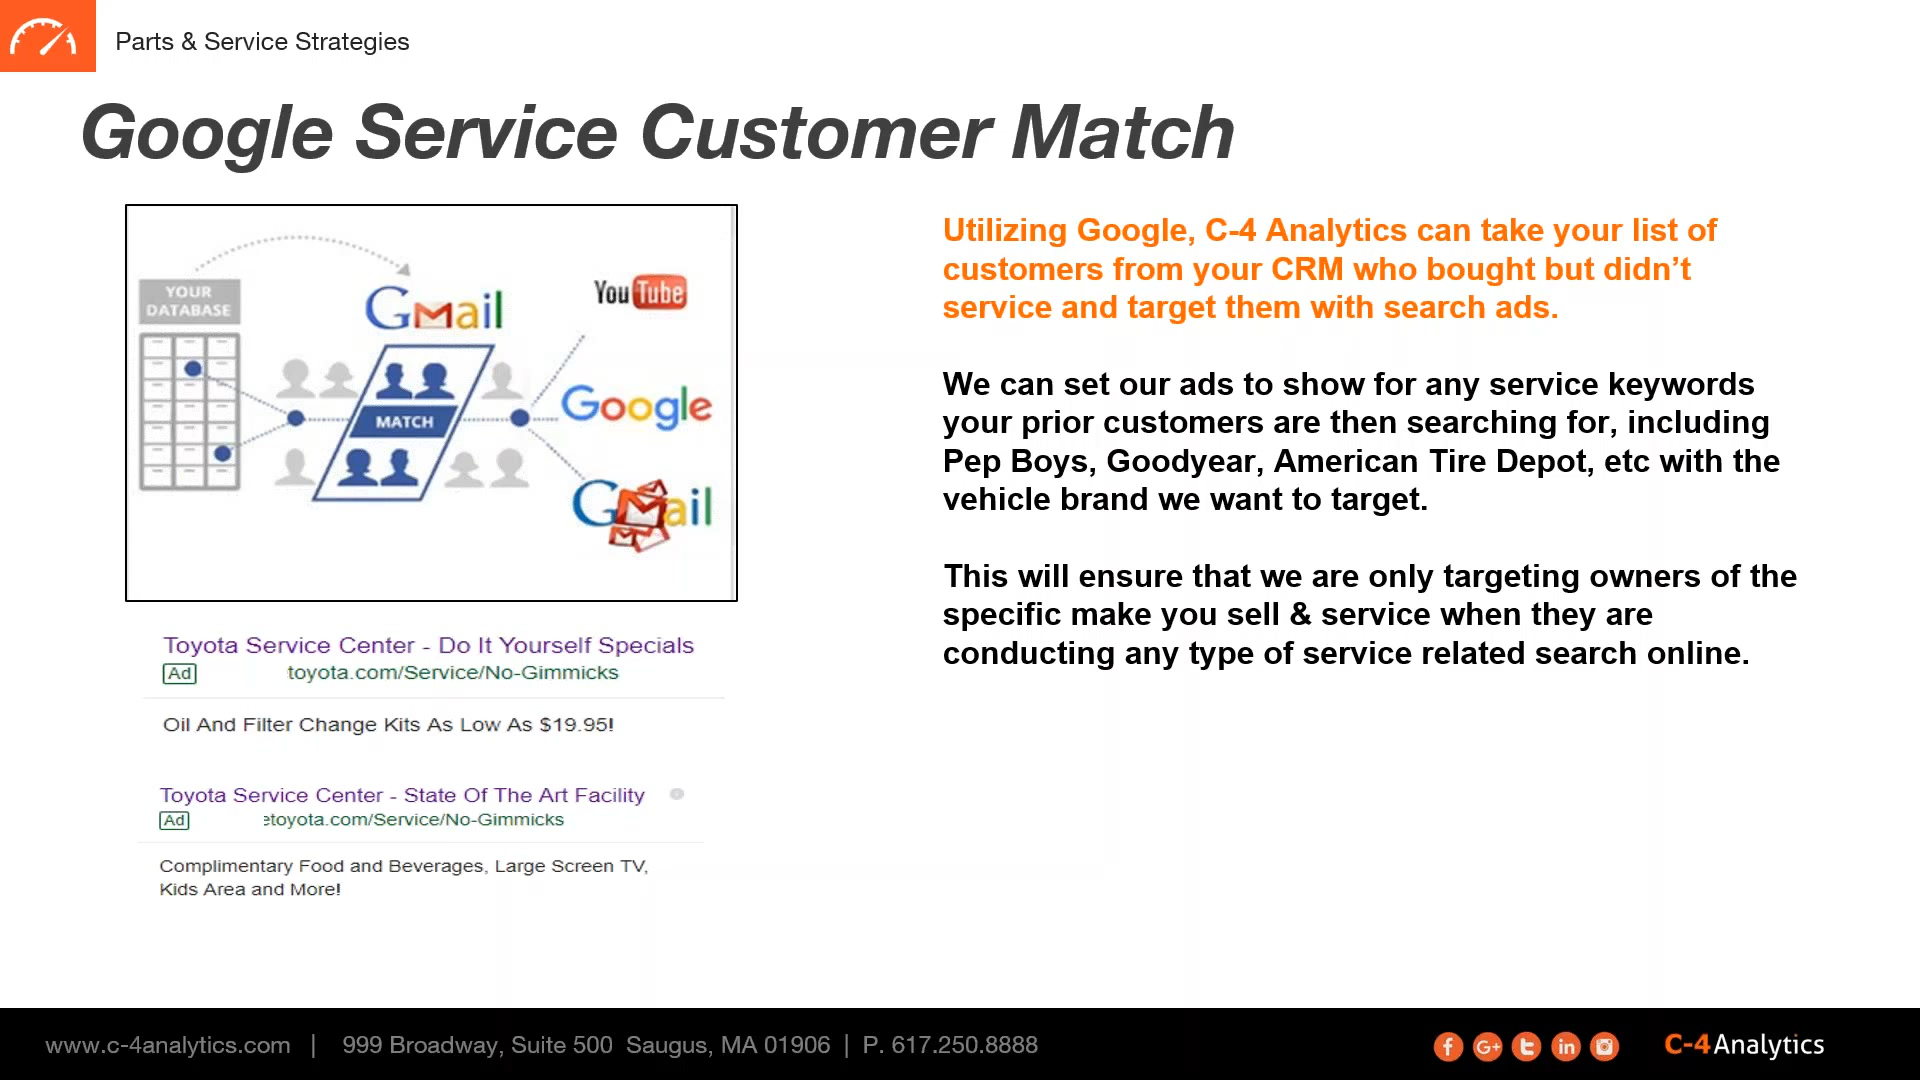 Parts & Service Strategies
Google Service Customer Match
YOUR
DATABASE
Gmail
YouTube
MATCH
Google
Gmail
Toyota Service Center - Do It Yourself Specials
Ad toyota.com/Service/No-Gimmicks
Oil And Filter Change Kits As Low As $19.95!
Toyota Service Center - State Of The Art Facility
Ad etoyota.com/Service/No-Gimmicks
Complimentary Food and Beverages, Large Screen TV,
Kids Area and More!
Utilizing Google, C-4 Analytics can take your list of
customers from your CRM who bought but didn’t
service and target them with search ads.
We can set our ads to show for any service keywords
your prior customers are then searching for, including
Pep Boys, Goodyear, American Tire Depot, etc with the
vehicle brand we want to target.
This will ensure that we are only targeting owners of the
specific make you sell & service when they are
conducting any type of service related search online.
www.c-4analytics.com | 999 Broadway, Suite 500 Saugus, MA 01906 | P. 617.250.8888
C-4 Analytics